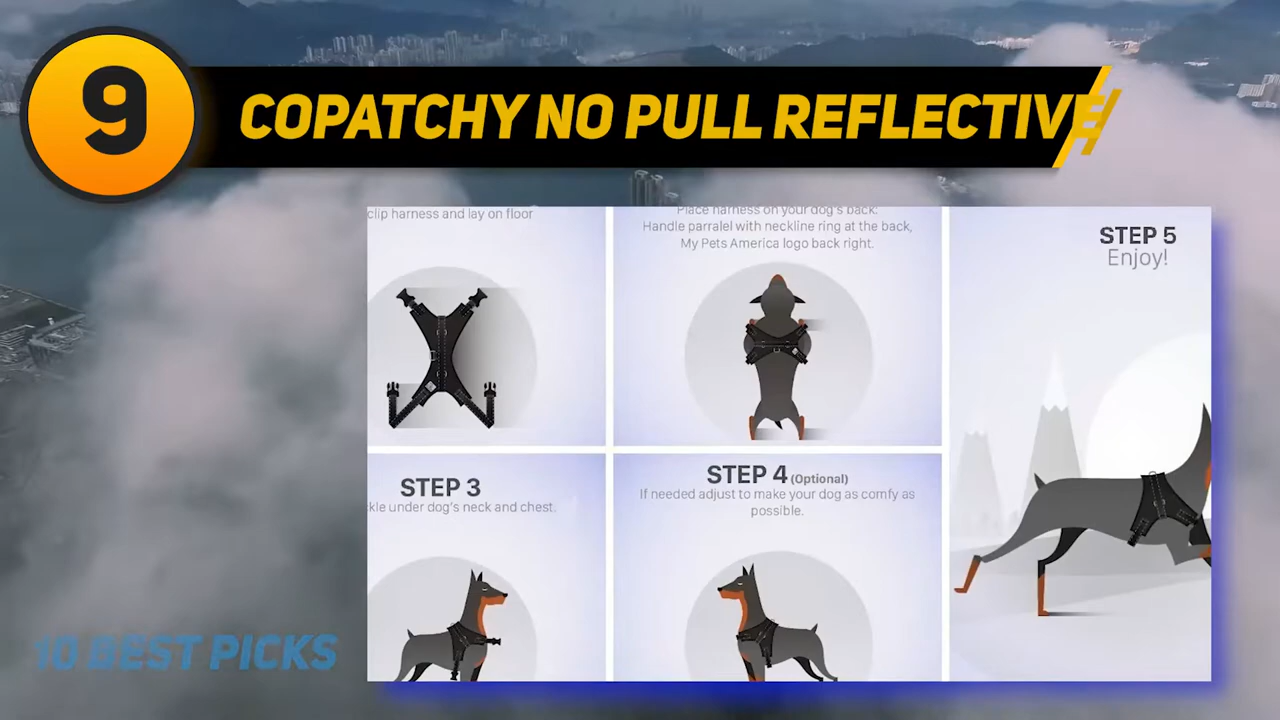 9
COPATCHY NO PULL REFLECTIVE
clip harness and lay on floor
Place harness on your dog's back:
Handle parralel with neckline ring at the back,
My Pets America logo back right.
STEP 5
Enjoy!
STEP 3
under dog's neck and chest.
STEP 4 (Optional)
If needed adjust to make your dog as comfy as
possible.
10 BEST PICKS